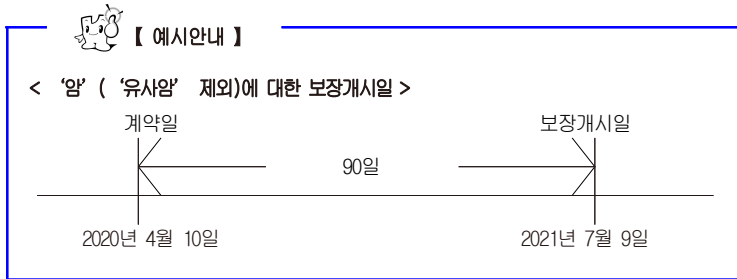 【 예시안내 】
< ‘암’ ( ‘유사암’ 제외)에 대한 보장개시일 >
계약일 보장개시일
90일
2020년 4월 10일 2021년 7월 9일